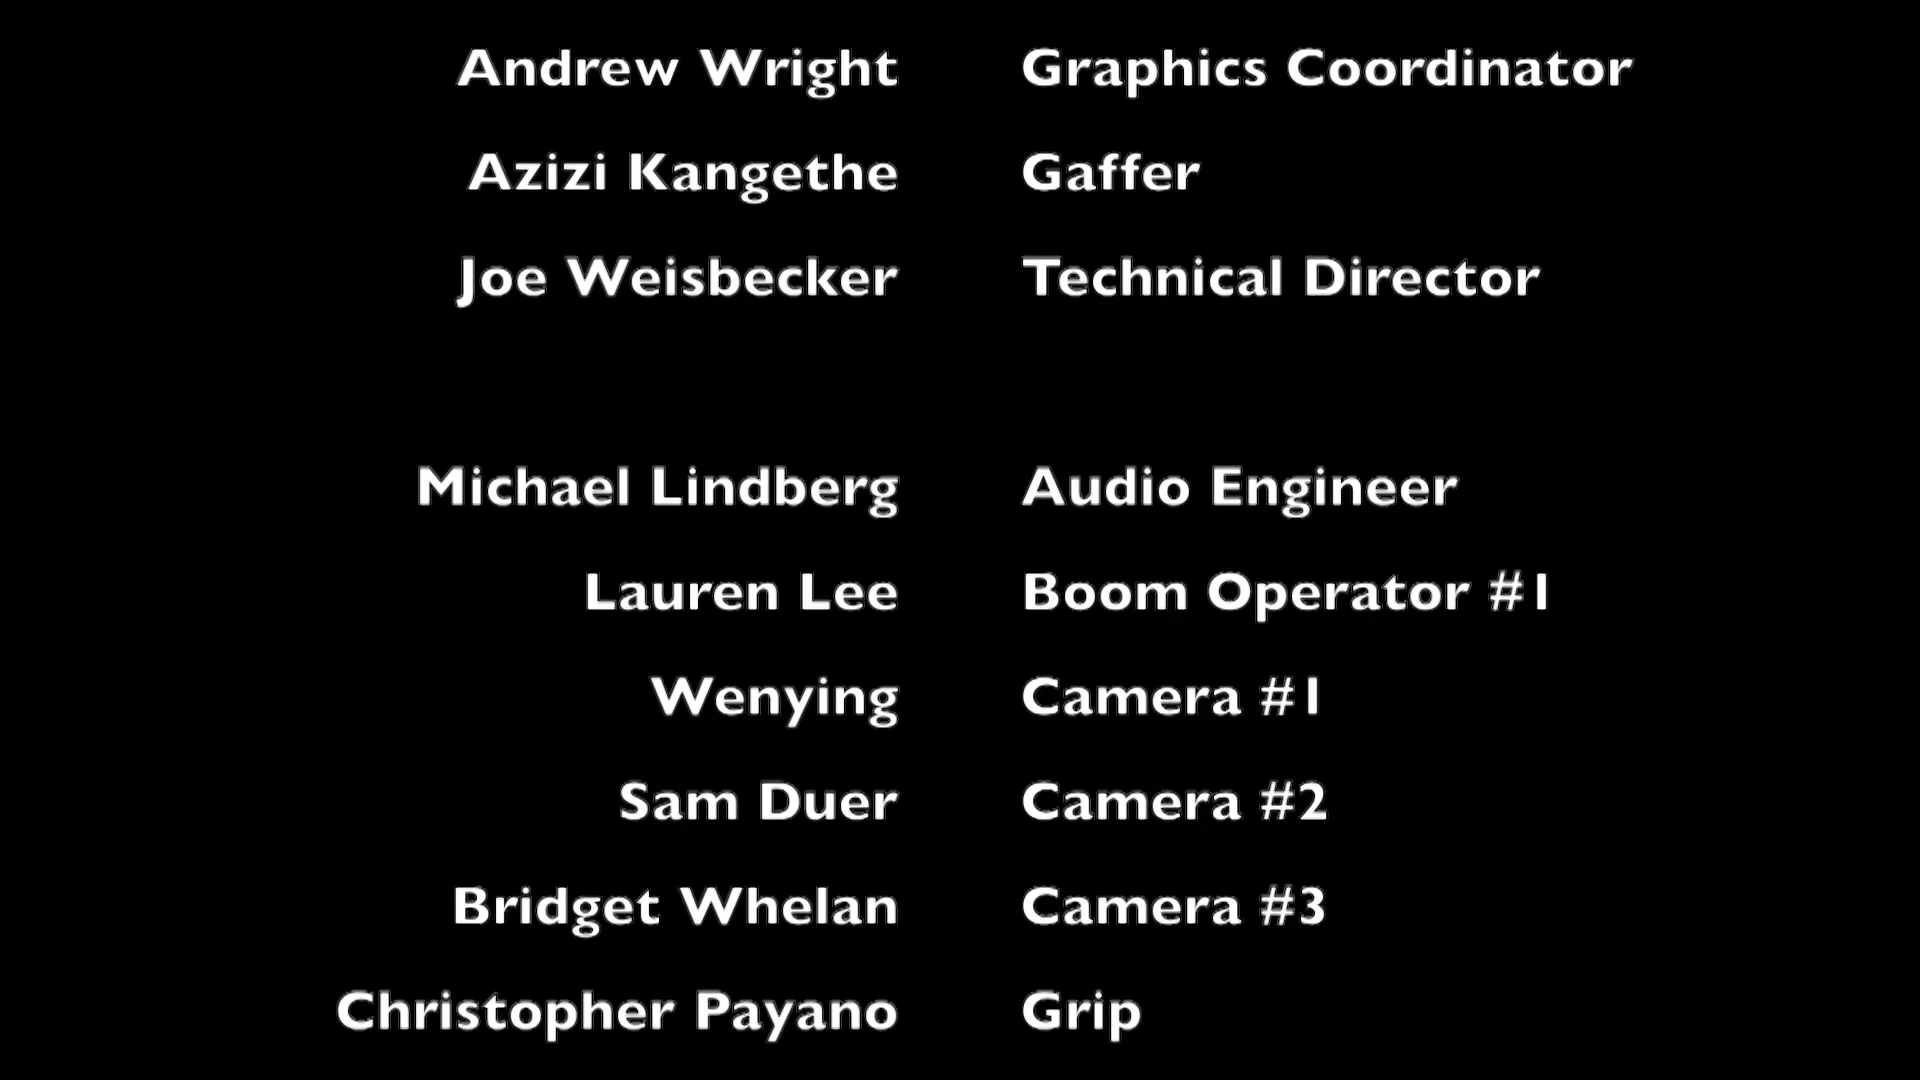 Andrew Wright Graphics Coordinator
Azizi Kangethe Gaffer
Joe Weisbecker Technical Director
Michael Lindberg Audio Engineer
Lauren Lee Boom Operator #1
Wenying Camera #1
Sam Duer Camera #2
Bridget Whelan Camera #3
Christopher Payano Grip